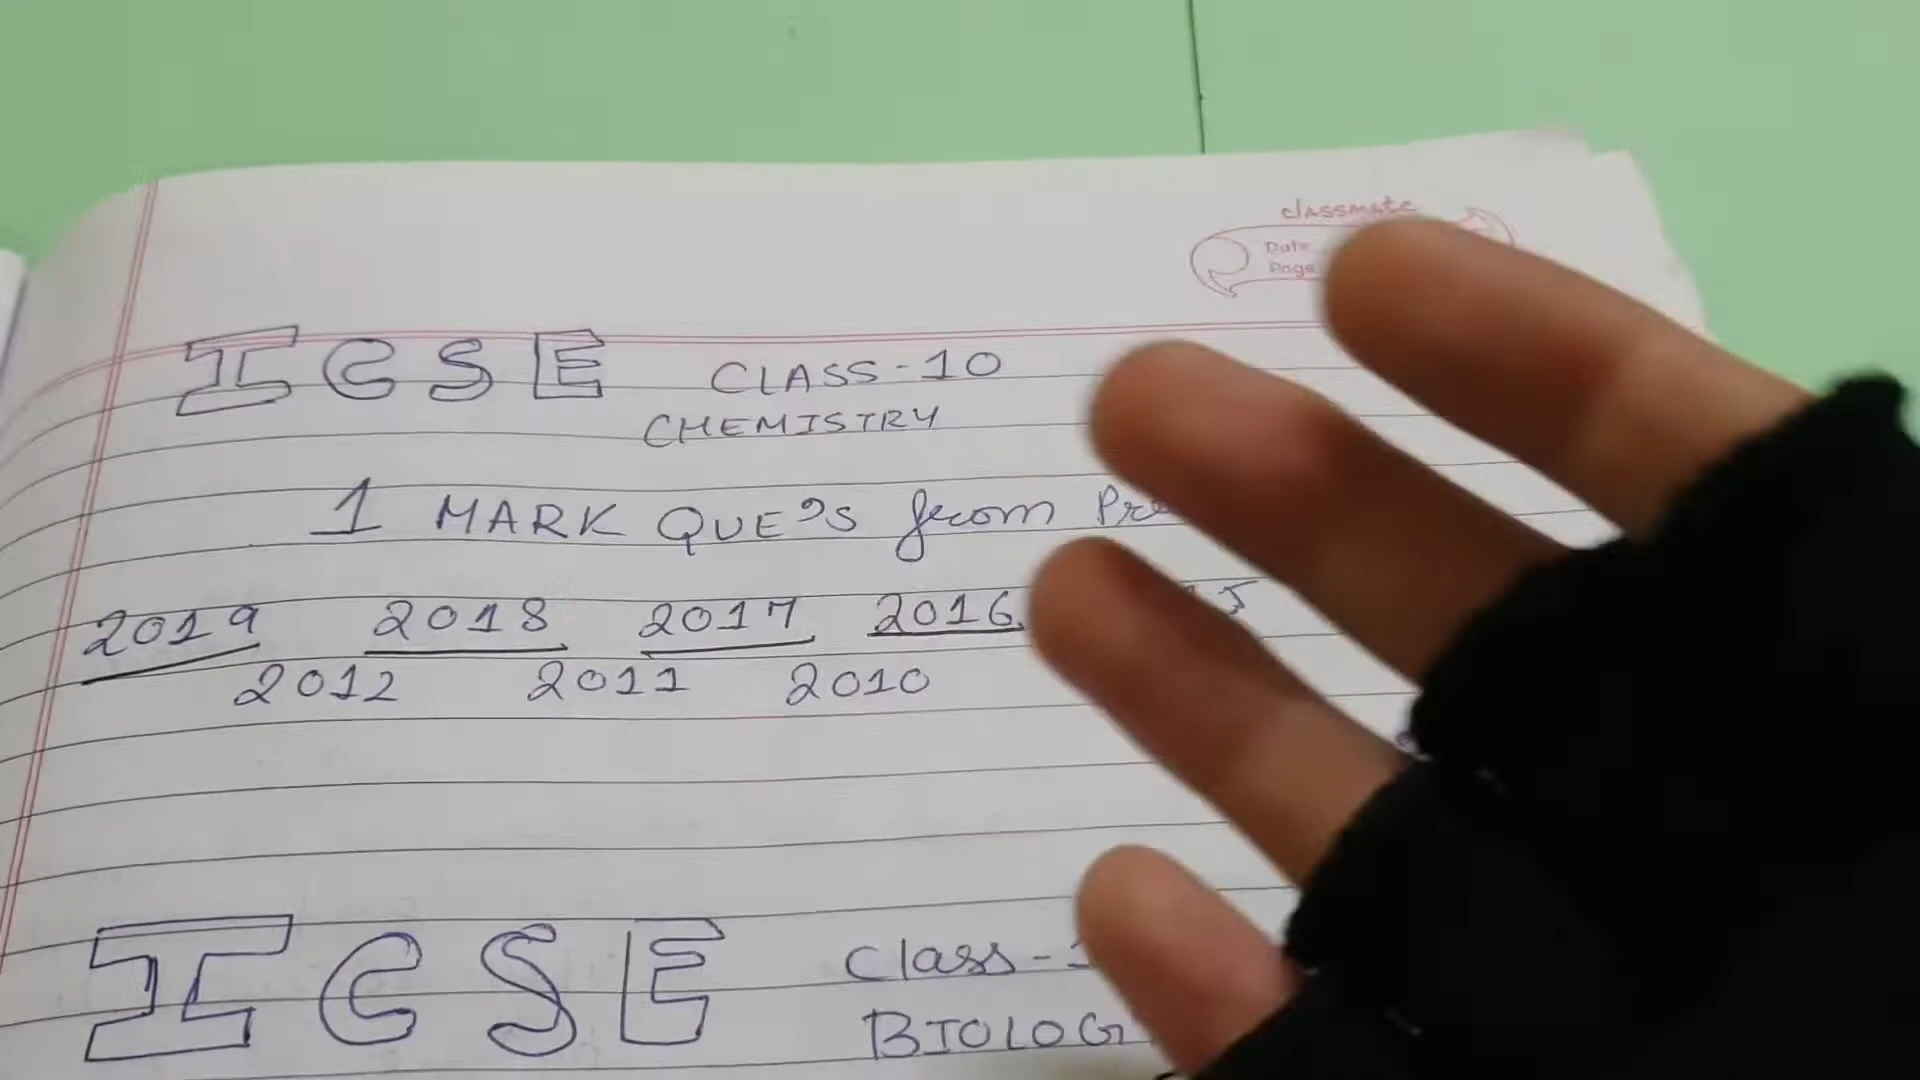 classmate
Date
Page
ICSE CLASS-10
CHEMISTRY
1 MARK QUE's from
2019 2018 2017 2016
2012 2011 2010
ICSE Class-